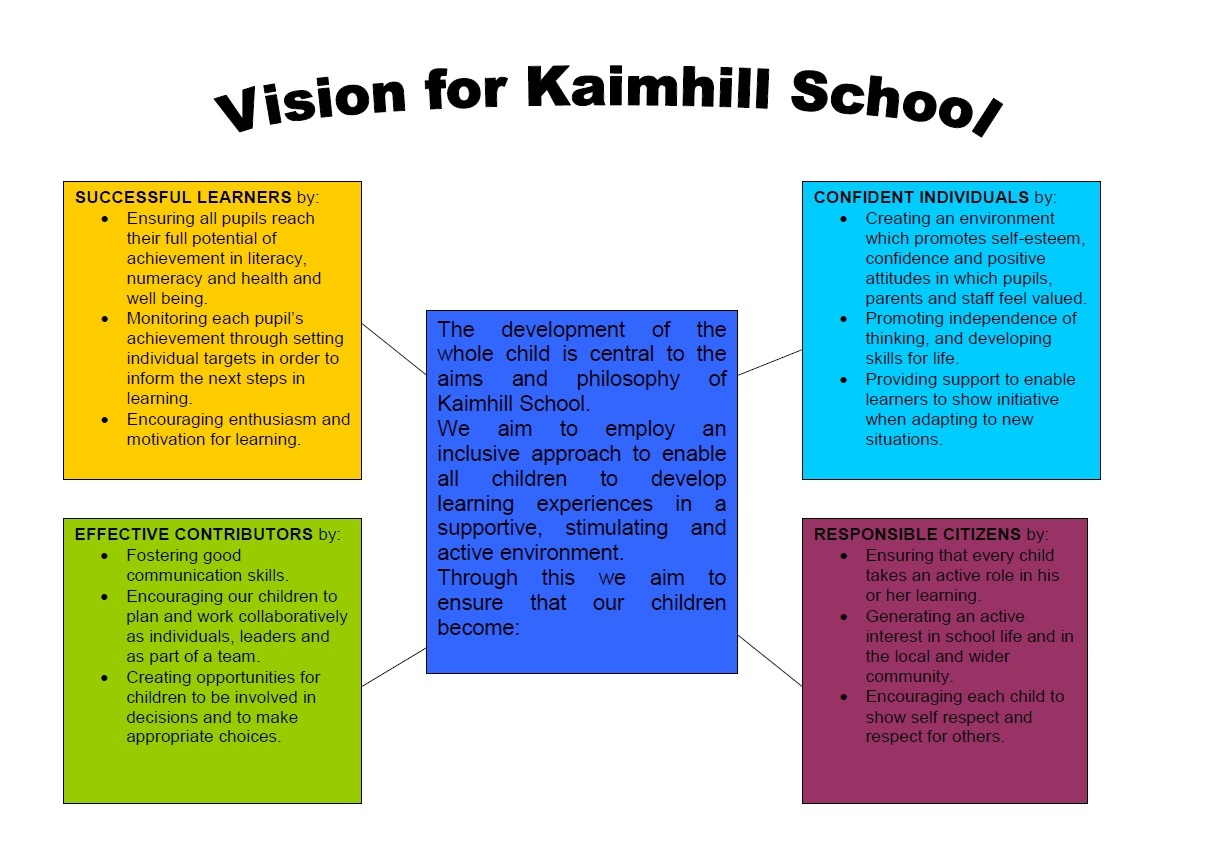 Vision for Kaimhill School
SUCCESSFUL LEARNERS by:
• Ensuring all pupils reach
their full potential of
achievement in literacy,
numeracy and health and
well being.
• Monitoring each pupil's
achievement through setting
individual targets in order to
inform the next steps in
learning.
• Encouraging enthusiasm and
motivation for learning.
CONFIDENT INDIVIDUALS by:
• Creating an environment
which promotes self-esteem,
confidence and positive
attitudes in which pupils,
parents and staff feel valued.
• Promoting independence of
thinking, and developing
skills for life.
• Providing support to enable
learners to show initiative
when adapting to new
situations.
The development of the
whole child is central to the
aims and philosophy of
Kaimhill School.
We aim to employ an
inclusive approach to enable
all children to develop
learning experiences in a
supportive, stimulating and
active environment.
Through this we aim to
ensure that our children
become:
EFFECTIVE CONTRIBUTORS by:
• Fostering good
communication skills.
• Encouraging our children to
plan and work collaboratively
as individuals, leaders and
as part of a team.
• Creating opportunities for
children to be involved in
decisions and to make
appropriate choices.
RESPONSIBLE CITIZENS by:
• Ensuring that every child
takes an active role in his
or her learning.
• Generating an active
interest in school life and in
the local and wider
community.
• Encouraging each child to
show self respect and
respect for others.